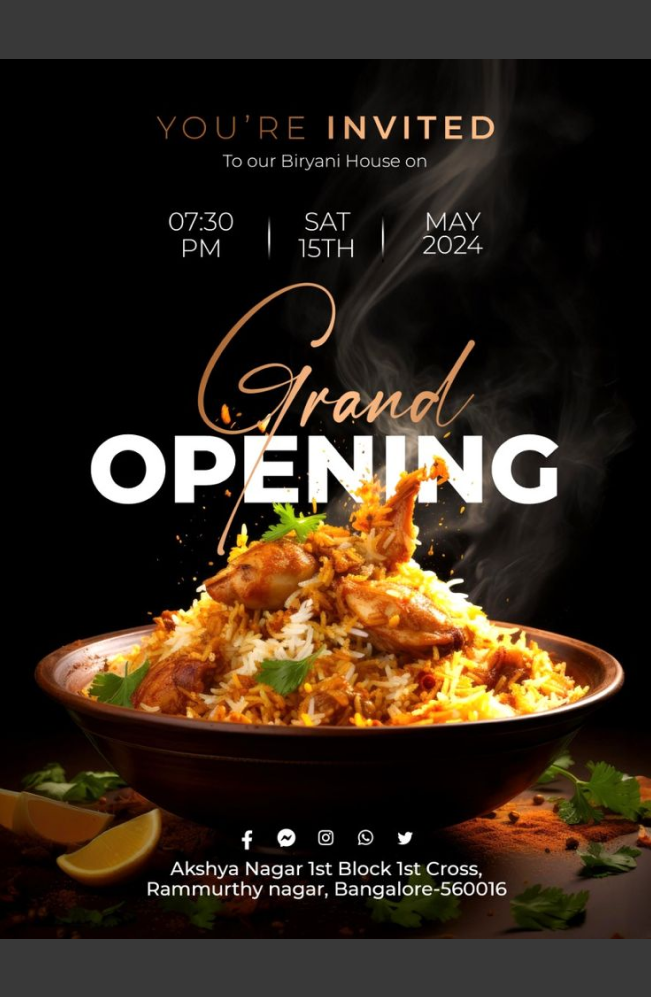 YOU'RE INVITED
To our Biryani House on
07:30 PM
SAT 15TH
MAY 2024
Grand
OPENING
Akshya Nagar 1st Block 1st Cross,
Rammurthy nagar, Bangalore-560016